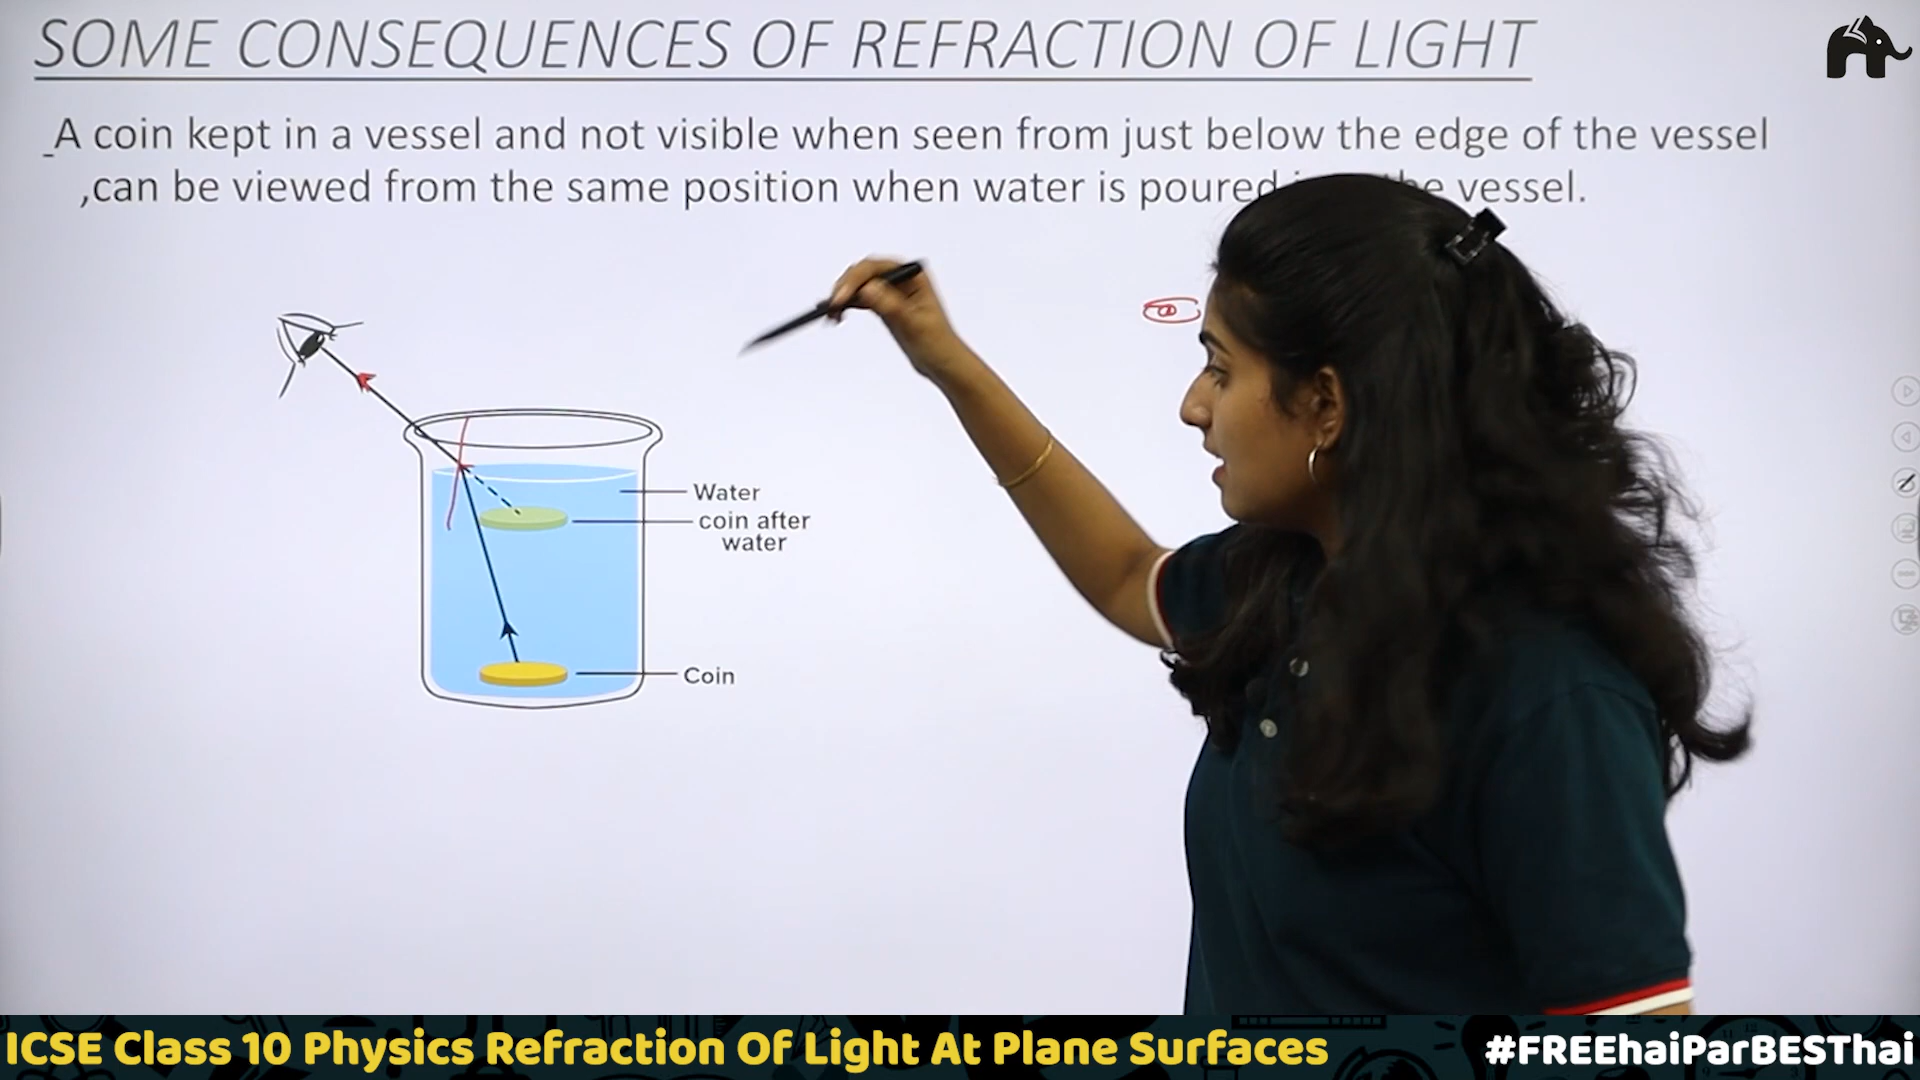 SOME CONSEQUENCES OF REFRACTION OF LIGHT
A coin kept in a vessel and not visible when seen from just below the edge of the vessel
,can be viewed from the same position when water is poured the vessel.
Water
coin after
water
Coin
ICSE Class 10 Physics Refraction Of Light At Plane Surfaces
#FREEhaiParBESThai